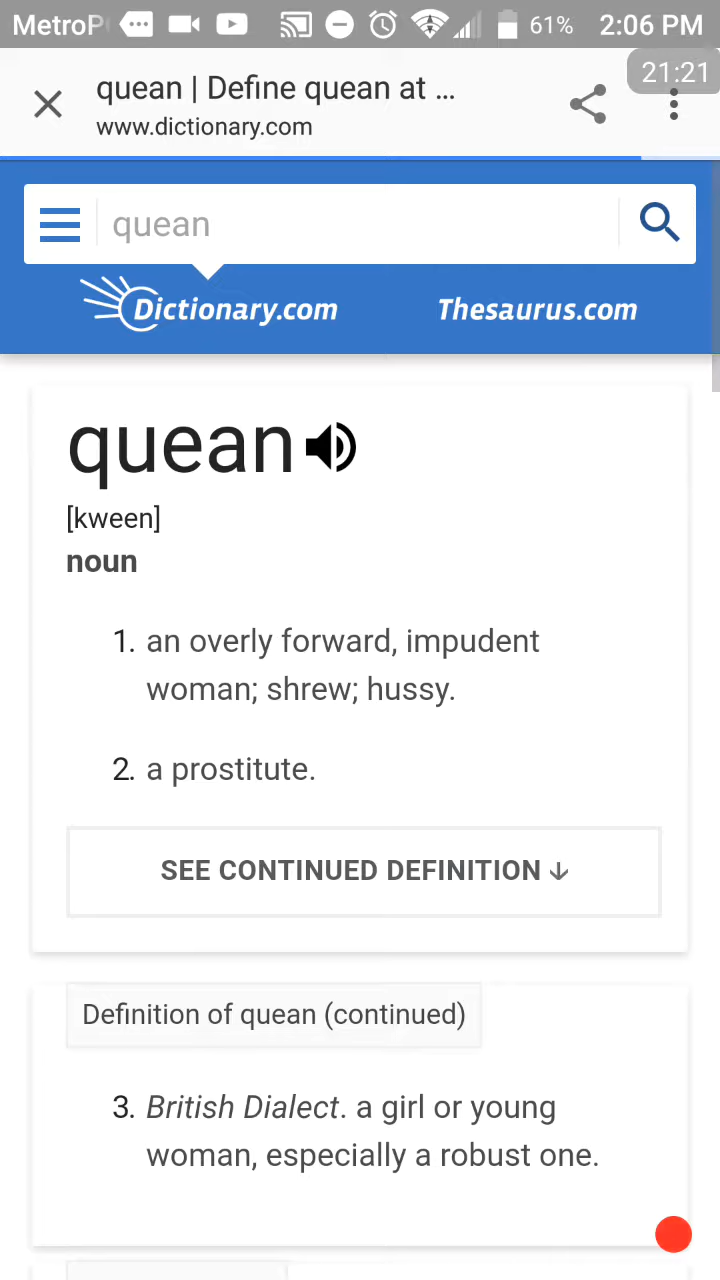 MetroP 61% 2:06 PM
21:21
quean | Define quean at ...
www.dictionary.com
quean
Dictionary.com Thesaurus.com
quean
[kween]
noun
1. an overly forward, impudent
woman; shrew; hussy.
2. a prostitute.
SEE CONTINUED DEFINITION ↓
Definition of quean (continued)
3. British Dialect. a girl or young
woman, especially a robust one.